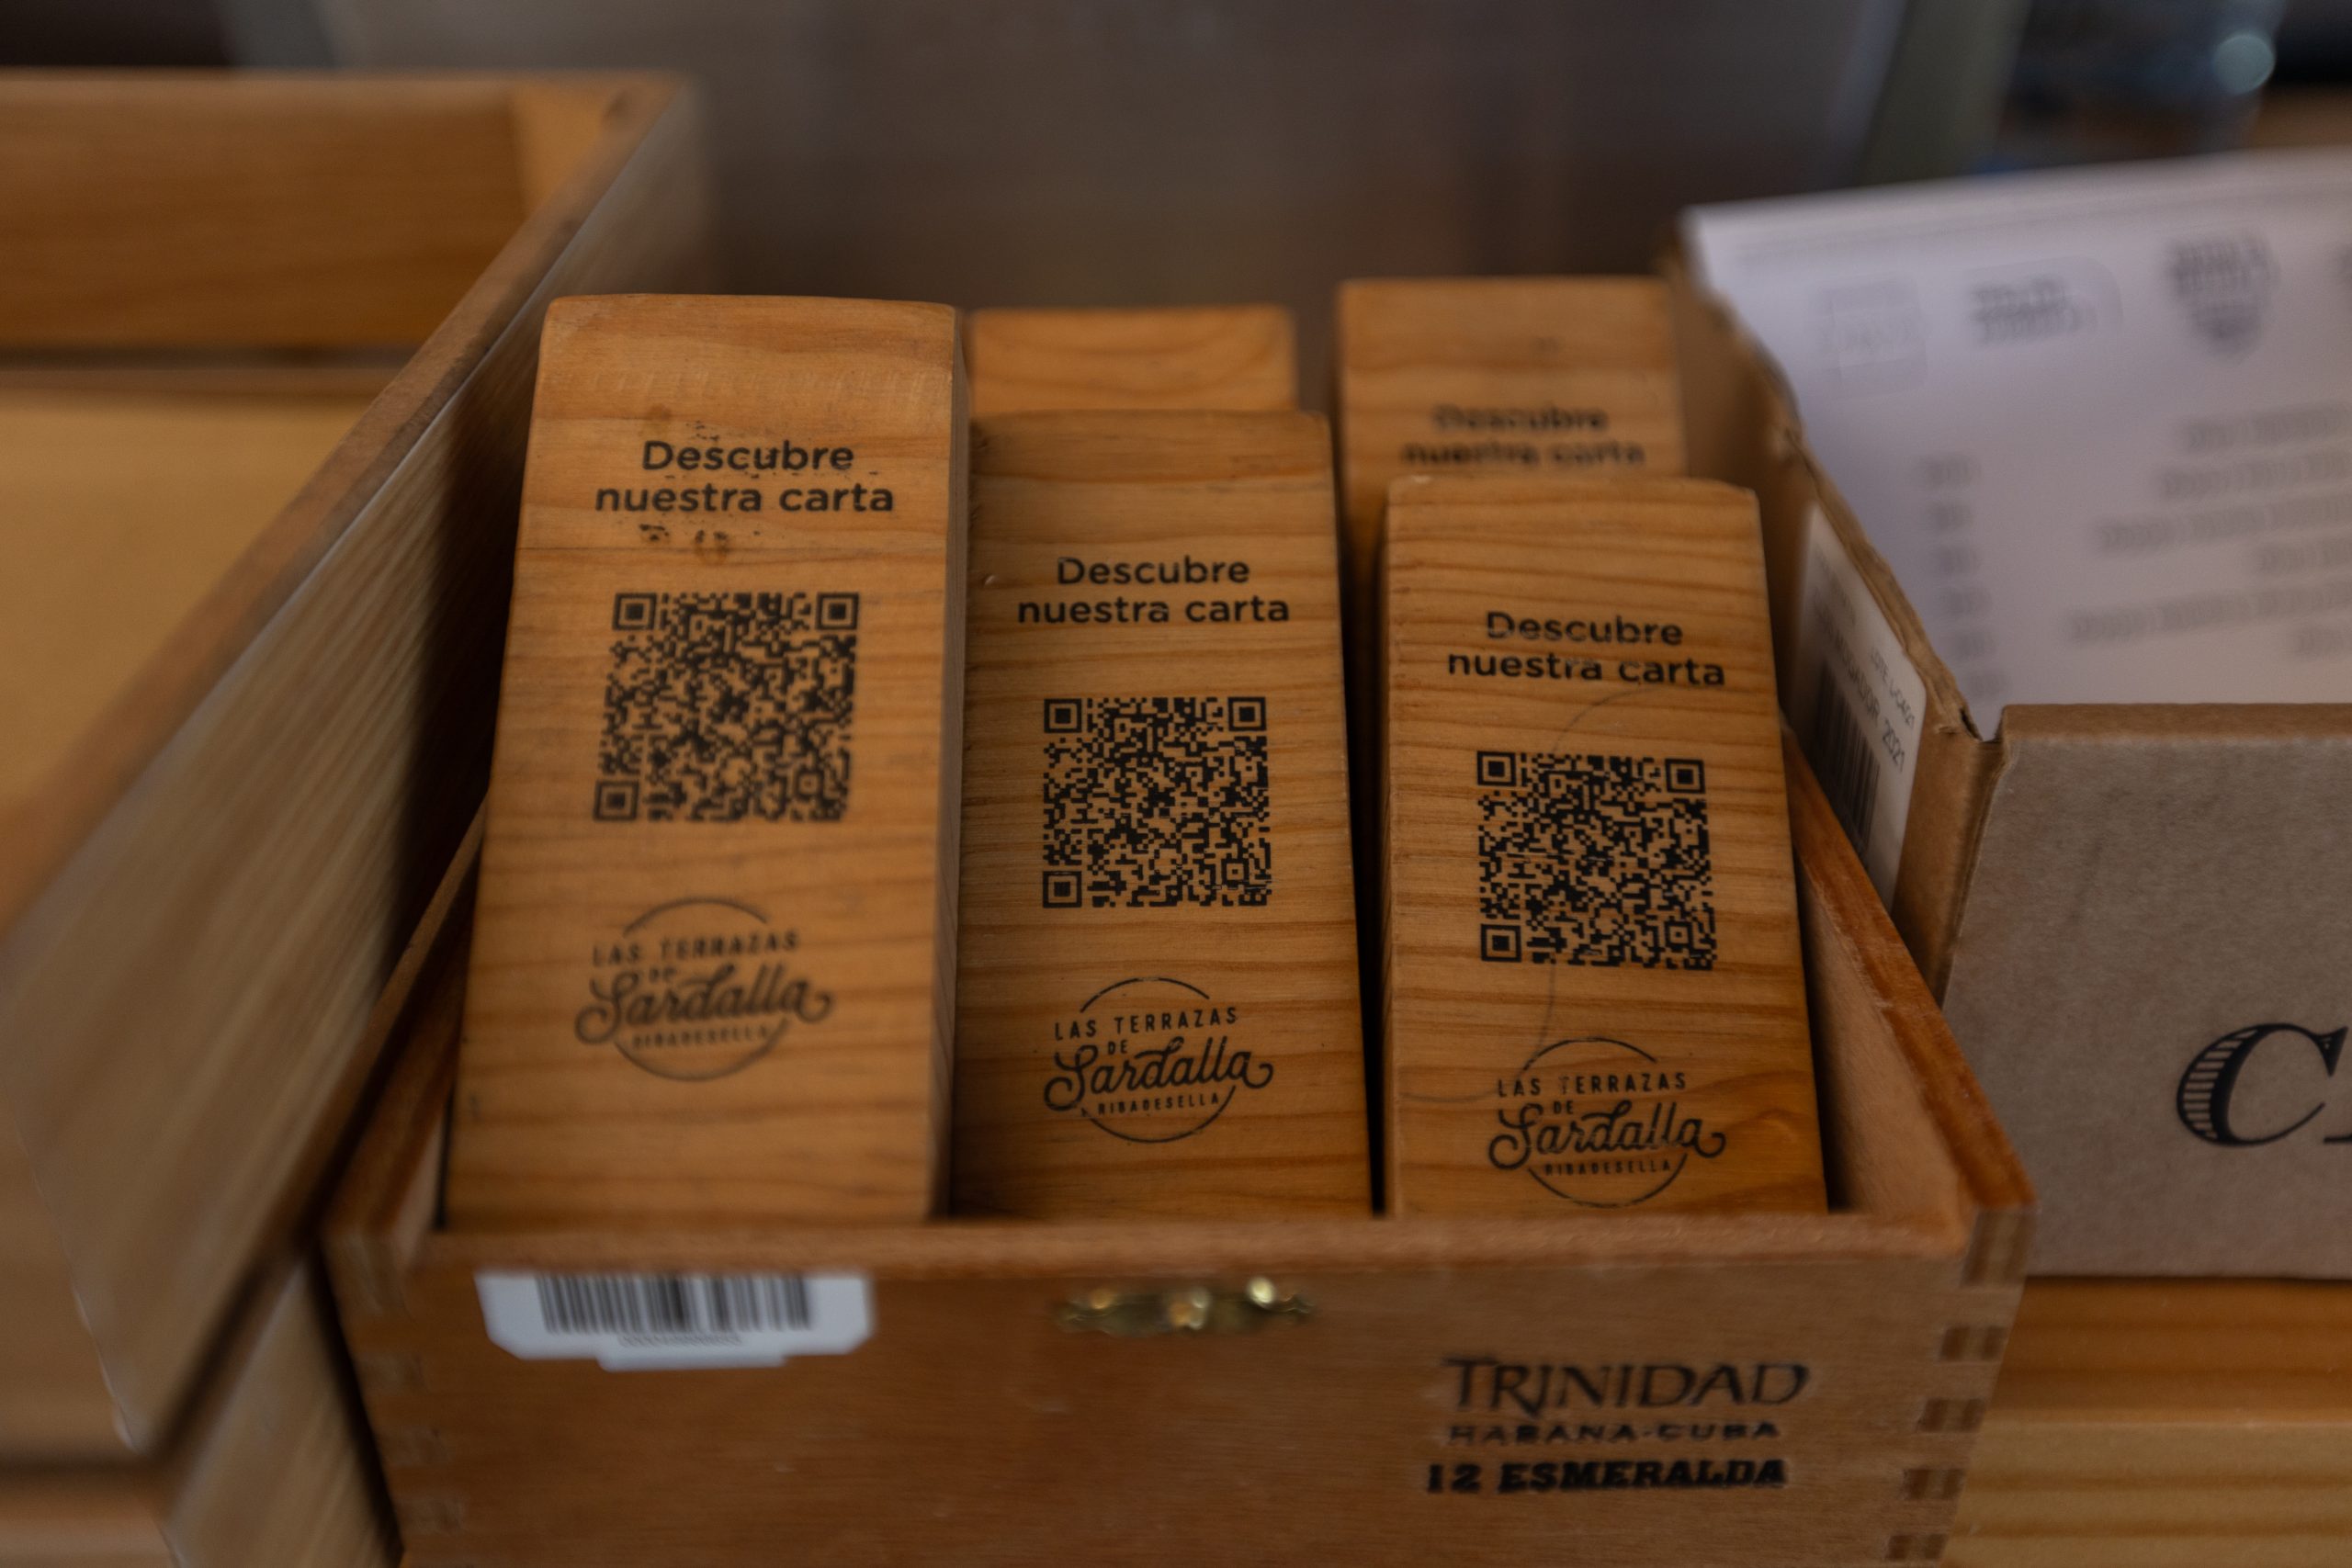 Descubre
nuestra carta
LAS TERRAZAS
DE
Sardalla
RIBADESELLA
Descubre
nuestra carta
LAS TERRAZAS
DE
Sardalla
RIBADESELLA
Descubre
nuestra carta
Descubre
nuestra carta
LAS TERRAZAS
DE
Sardalla
RIBADESELLA
2021
C
TRINIDAD
HABANA-CUBA
12 ESMERALDA